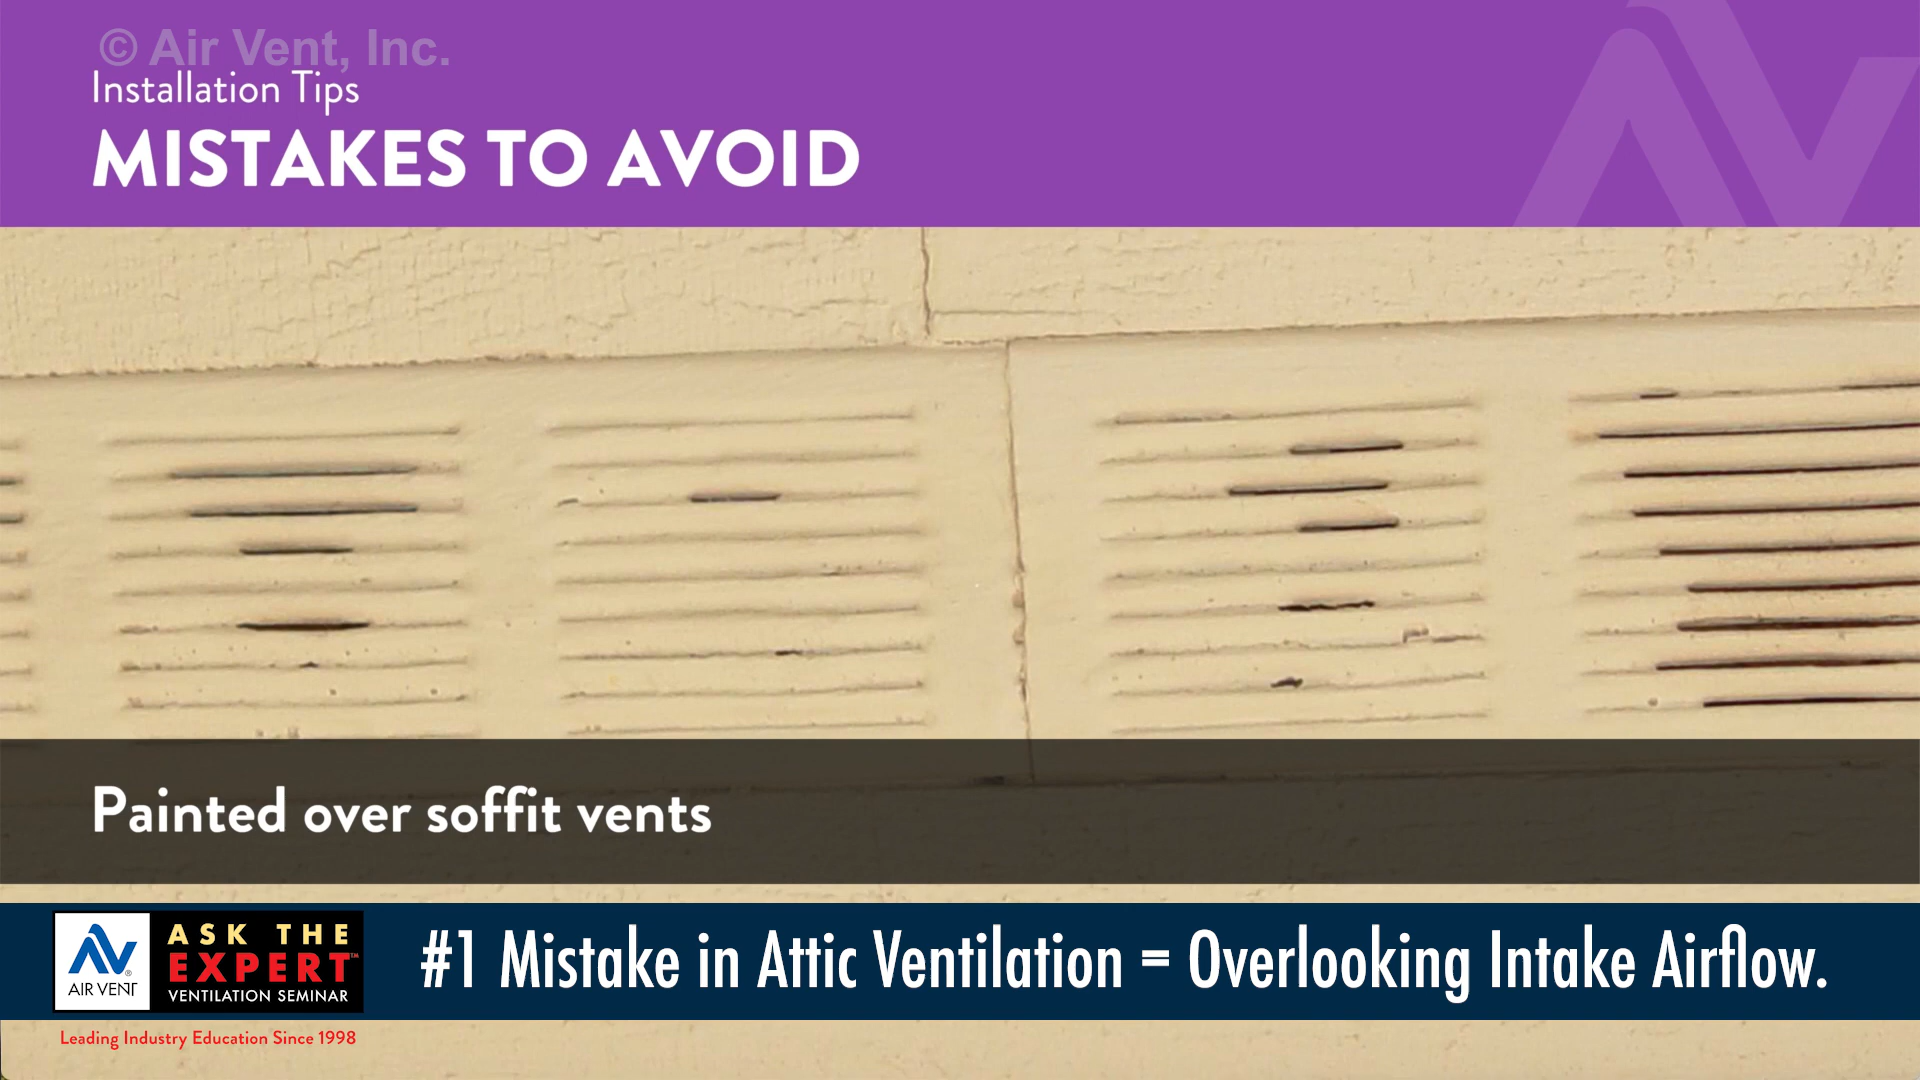 © Air Vent, Inc.
Installation Tips
MISTAKES TO AVOID
Painted over soffit vents
AIR VENT®
ASK THE
EXPERT™
VENTILATION SEMINAR
#1 Mistake in Attic Ventilation = Overlooking Intake Airflow.
Leading Industry Education Since 1998